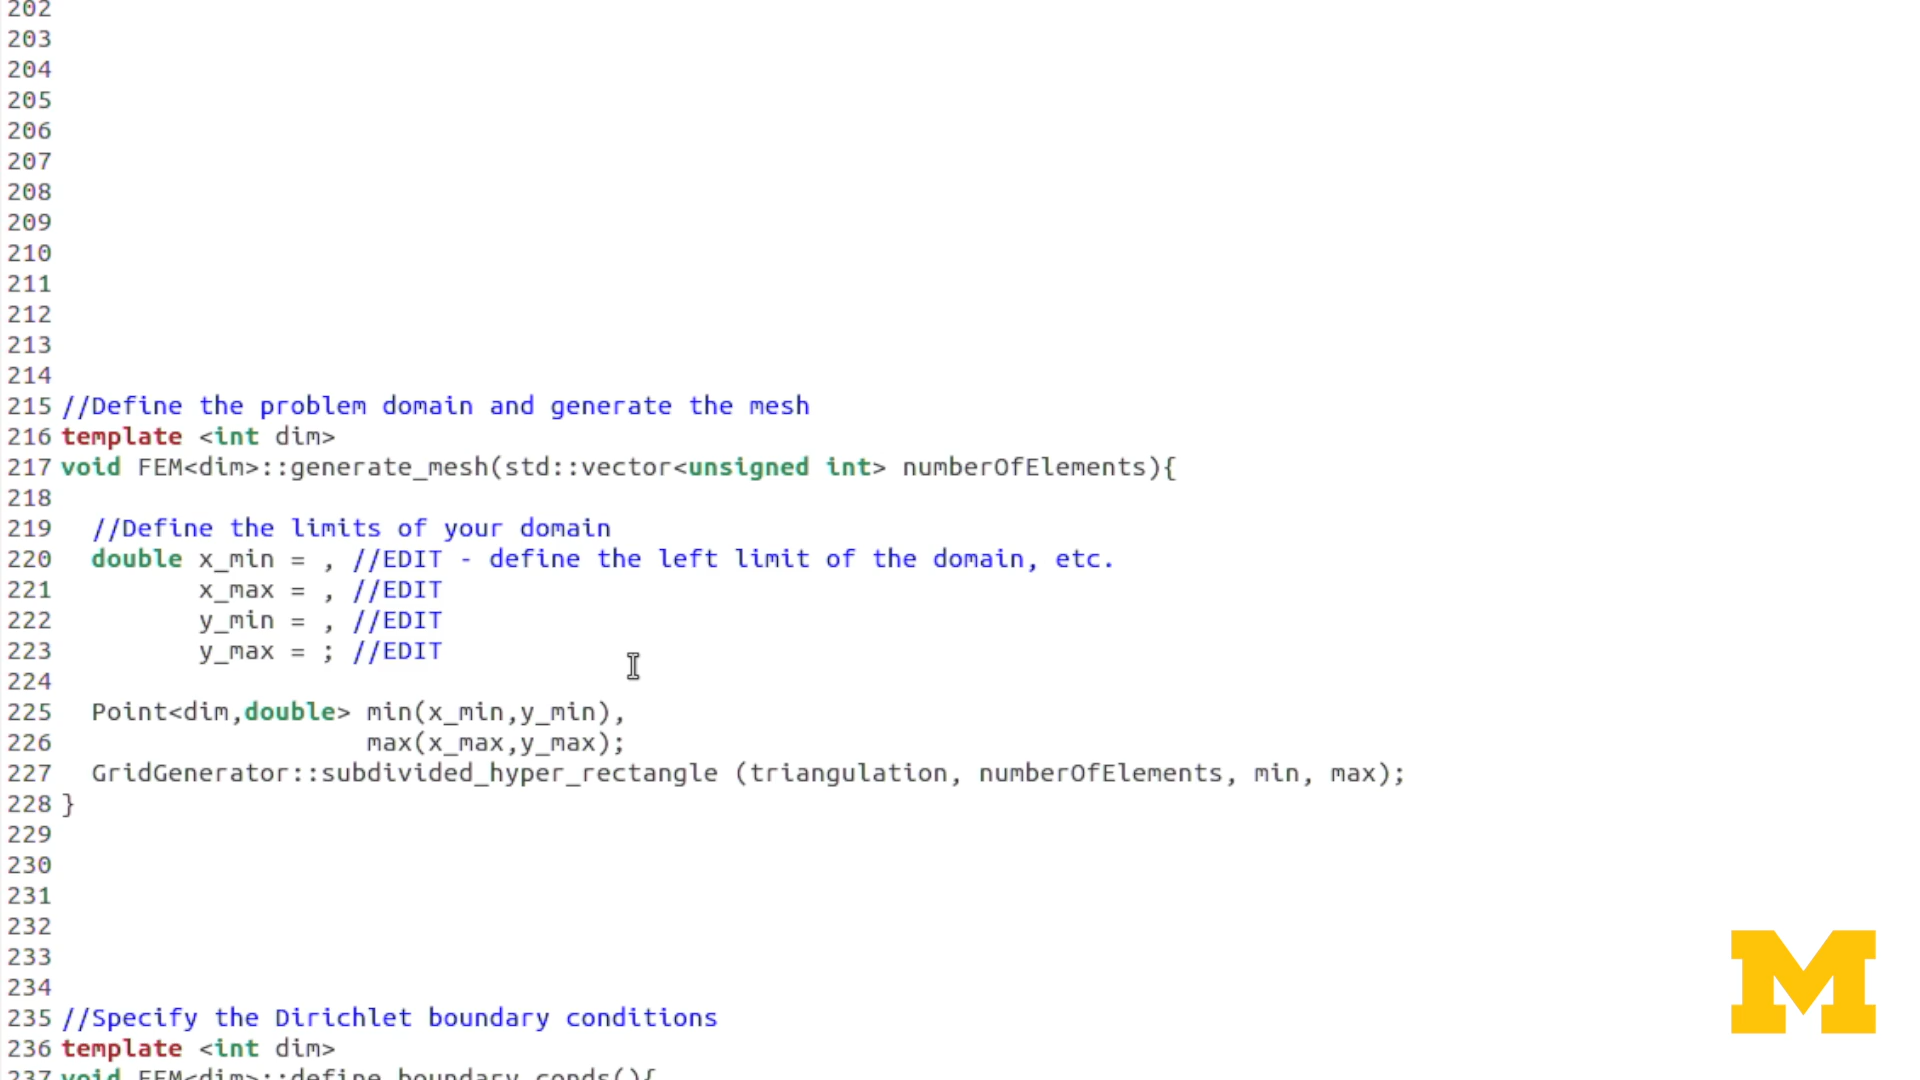 202
203
204
205
206
207
208
209
210
211
212
213
214
215 //Define the problem domain and generate the mesh
216 template <int dim>
217 void FEM<dim>::generate_mesh(std::vector<unsigned int> numberOfElements){
218
219   //Define the limits of your domain
220   double x_min = , //EDIT - define the left limit of the domain, etc.
221          x_max = , //EDIT
222          y_min = , //EDIT
223          y_max = ; //EDIT
224
225   Point<dim,double> min(x_min,y_min),
226                     max(x_max,y_max);
227   GridGenerator::subdivided_hyper_rectangle (triangulation, numberOfElements, min, max);
228 }
229
230
231
232
233
234
235 //Specify the Dirichlet boundary conditions
236 template <int dim>
237 void FEM<dim>::define_boundary_conds(){
M